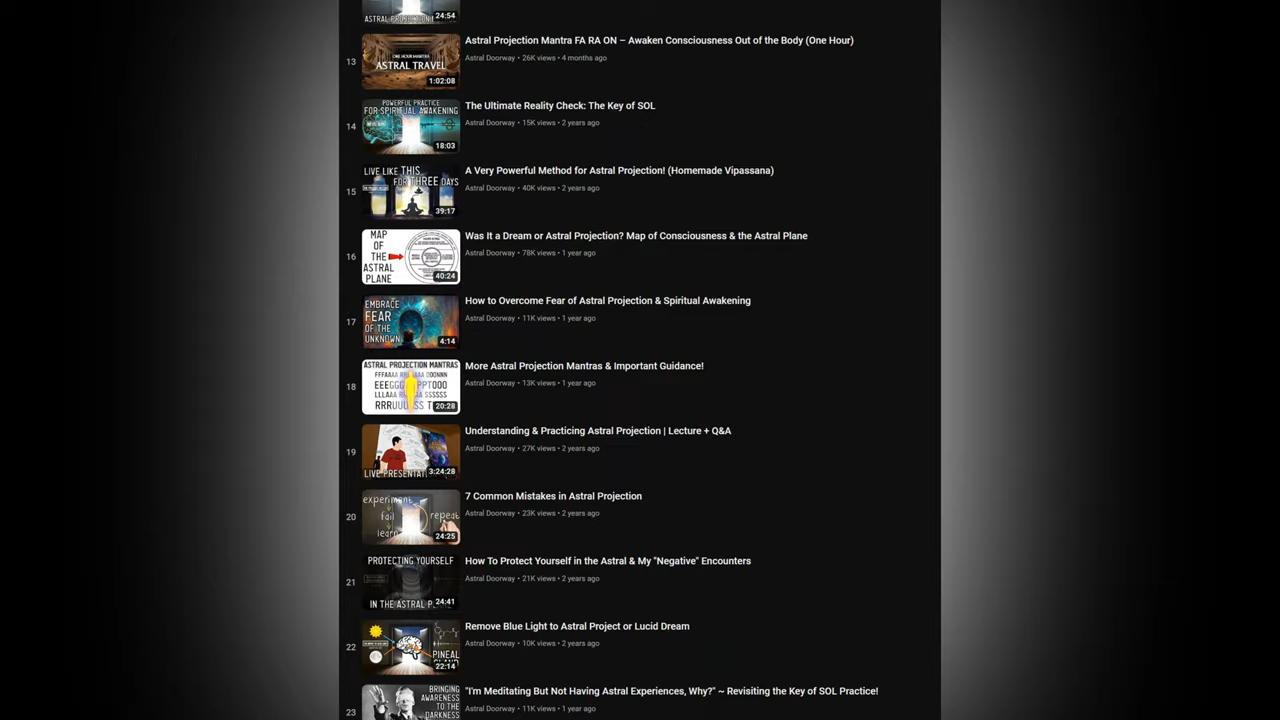 ASTRAL PROJECTION
24:54
13
ONE HOUR MANTRA
ASTRAL TRAVEL
1:02:08
Astral Projection Mantra FA RA ON – Awaken Consciousness Out of the Body (One Hour)
Astral Doorway • 26K views • 4 months ago
14
POWERFUL PRACTICE
FOR SPIRITUAL AWAKENING
18:03
The Ultimate Reality Check: The Key of SOL
Astral Doorway • 15K views • 2 years ago
15
LIVE LIKE THIS
FOR THREE DAYS
39:17
A Very Powerful Method for Astral Projection! (Homemade Vipassana)
Astral Doorway • 40K views • 2 years ago
16
MAP
OF
THE
ASTRAL
PLANE
40:24
Was It a Dream or Astral Projection? Map of Consciousness & the Astral Plane
Astral Doorway • 78K views • 1 year ago
17
EMBRACE
FEAR
OF THE
UNKNOWN
4:14
How to Overcome Fear of Astral Projection & Spiritual Awakening
Astral Doorway • 11K views • 1 year ago
18
ASTRAL PROJECTION MANTRAS
20:28
More Astral Projection Mantras & Important Guidance!
Astral Doorway • 13K views • 1 year ago
19
LIVE PRESENTAT
3:24:28
Understanding & Practicing Astral Projection | Lecture + Q&A
Astral Doorway • 27K views • 2 years ago
20
experiment
fail
repeat
learn
24:25
7 Common Mistakes in Astral Projection
Astral Doorway • 23K views • 2 years ago
21
PROTECTING YOURSELF
IN THE ASTRAL PL
24:41
How To Protect Yourself in the Astral & My "Negative" Encounters
Astral Doorway • 21K views • 2 years ago
22
PINEAL
GLAND
22:14
Remove Blue Light to Astral Project or Lucid Dream
Astral Doorway • 10K views • 2 years ago
23
BRINGING
AWARENESS
TO THE
DARKNESS
"I'm Meditating But Not Having Astral Experiences, Why?" ~ Revisiting the Key of SOL Practice!
Astral Doorway • 11K views • 1 year ago